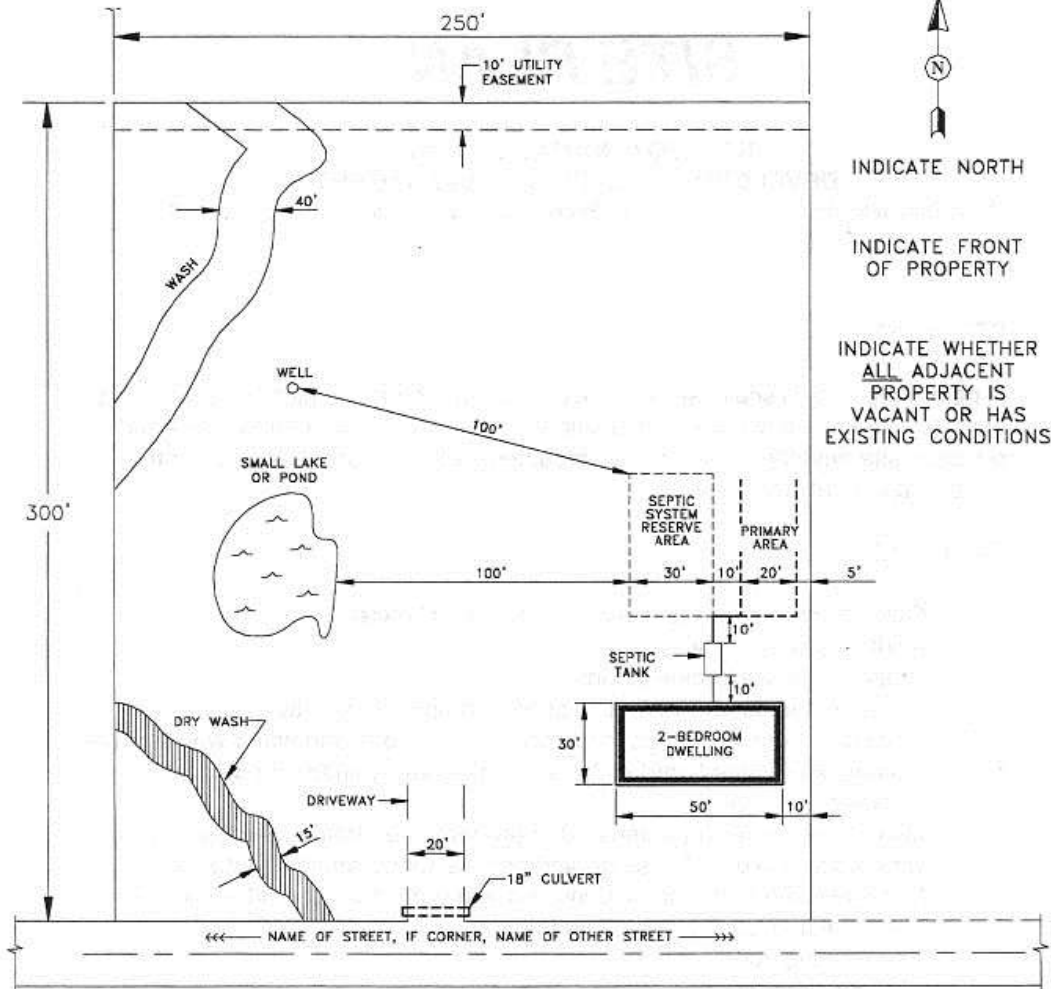 250'
10' UTILITY
EASEMENT
N
INDICATE NORTH
40'
INDICATE FRONT
OF PROPERTY
WASH
INDICATE WHETHER
ALL ADJACENT
PROPERTY IS
VACANT OR HAS
EXISTING CONDITIONS
WELL
100'
SMALL LAKE
OR POND
300'
SEPTIC
SYSTEM
RESERVE
AREA
PRIMARY
AREA
100'
30'
10'
20'
5'
10'
SEPTIC
TANK
10'
DRY WASH
30'
2-BEDROOM
DWELLING
DRIVEWAY
50'
10'
15'
20'
18" CULVERT
<<< NAME OF STREET, IF CORNER, NAME OF OTHER STREET >>>